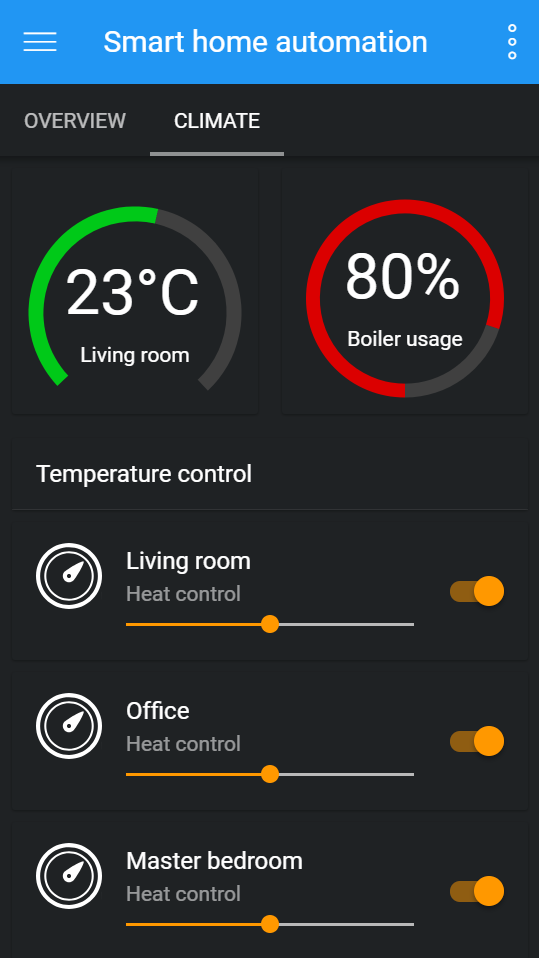 Smart home automation
OVERVIEW
CLIMATE
23°C
Living room
80%
Boiler usage
Temperature control
Living room
Heat control
Office
Heat control
Master bedroom
Heat control